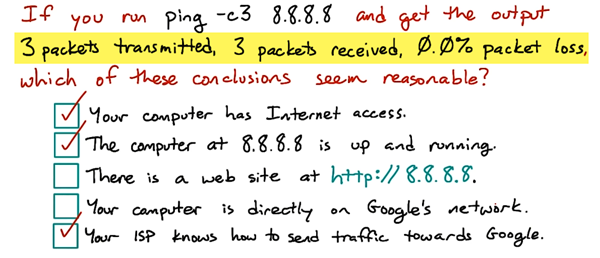 If you run ping -c3 8.8.8.8 and get the output
3 packets transmitted, 3 packets received, 0.0% packet loss,
which of these conclusions seem reasonable?
Your computer has Internet access.
The computer at 8.8.8.8 is up and running.
There is a web site at http://8.8.8.8.
Your computer is directly on Google's network.
Your ISP knows how to send traffic towards Google.